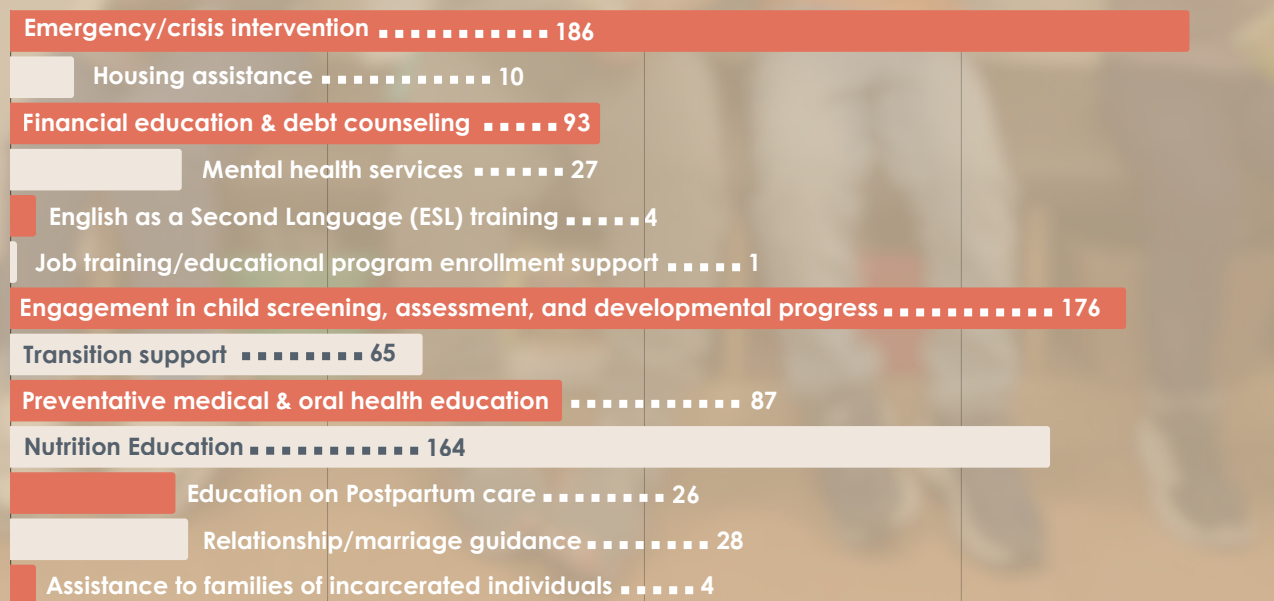 Emergency/crisis intervention ........... 186
Housing assistance ........... 10
Financial education & debt counseling ..... 93
Mental health services ...... 27
English as a Second Language (ESL) training ..... 4
Job training/educational program enrollment support ..... 1
Engagement in child screening, assessment, and developmental progress ........... 176
Transition support ........ 65
Preventative medical & oral health education ........... 87
Nutrition Education ........... 164
Education on Postpartum care ........ 26
Relationship/marriage guidance ........ 28
Assistance to families of incarcerated individuals ..... 4